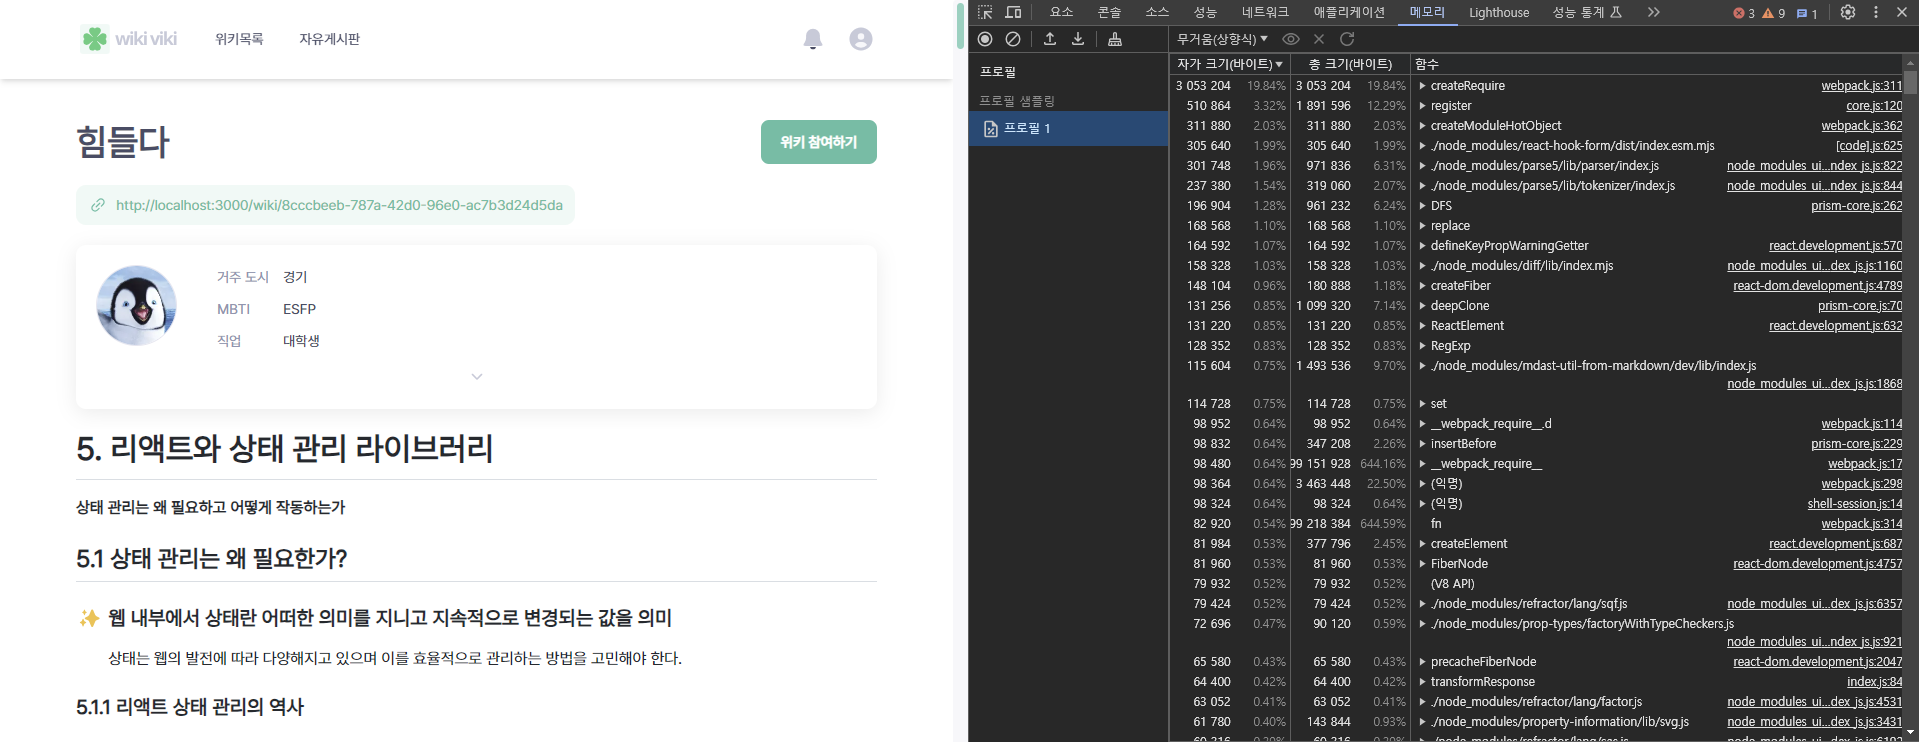 wiki viki
위키목록
자유게시판
힘들다
위키 참여하기
http://localhost:3000/wiki/8cccbeeb-787a-42d0-96e0-ac7b3d24d5da
거주 도시 경기
MBTI ESFP
직업 대학생
5. 리액트와 상태 관리 라이브러리
상태 관리는 왜 필요하고 어떻게 작동하는가
5.1 상태 관리는 왜 필요한가?
✨ 웹 내부에서 상태란 어떠한 의미를 지니고 지속적으로 변경되는 값을 의미
상태는 웹의 발전에 따라 다양해지고 있으며 이를 효율적으로 관리하는 방법을 고민해야 한다.
5.1.1 리액트 상태 관리의 역사
요소 콘솔 소스 성능 네트워크 애플리케이션 메모리 Lighthouse 성능 통계 3 9 1
무거움(상향식)
프로필
프로필 샘플링
프로필 1
자가 크기(바이트) 총 크기(바이트) 함수
3 053 204 19.84% 3 053 204 19.84% createRequire webpack.js:311
510 864 3.32% 1 891 596 12.29% register core.js:120
311 880 2.03% 311 880 2.03% createModuleHotObject webpack.js:362
305 640 1.99% 305 640 1.99% ./node_modules/react-hook-form/dist/index.esm.mjs [code].js:625
301 748 1.96% 971 836 6.31% ./node_modules/parse5/lib/parser/index.js node_modules_ui...ndex_js.js:822
237 380 1.54% 319 060 2.07% ./node_modules/parse5/lib/tokenizer/index.js node_modules_ui...ndex_js.js:844
196 904 1.28% 961 232 6.24% DFS prism-core.js:262
168 568 1.10% 168 568 1.10% replace
164 592 1.07% 164 592 1.07% defineKeyPropWarningGetter react.development.js:570
158 328 1.03% 158 328 1.03% ./node_modules/diff/lib/index.mjs node_modules_ui...dex_js.js:1160
148 104 0.96% 180 888 1.18% createFiber react-dom.development.js:4789
131 256 0.85% 1 099 320 7.14% deepClone prism-core.js:70
131 220 0.85% 131 220 0.85% ReactElement react.development.js:632
128 352 0.83% 128 352 0.83% RegExp
115 604 0.75% 1 493 536 9.70% ./node_modules/mdast-util-from-markdown/dev/lib/index.js
node_modules_ui...dex_js.js:1868
114 728 0.75% 114 728 0.75% set
98 952 0.64% 98 952 0.64% __webpack_require__.d webpack.js:114
98 832 0.64% 347 208 2.26% insertBefore prism-core.js:229
98 480 0.64% 99 151 928 644.16% __webpack_require__ webpack.js:17
98 364 0.64% 3 463 448 22.50% (익명) webpack.js:298
98 324 0.64% 98 324 0.64% (익명) shell-session.js:14
82 920 0.54% 99 218 384 644.59% fn webpack.js:314
81 984 0.53% 377 796 2.45% createElement react.development.js:687
81 960 0.53% 81 960 0.53% FiberNode react-dom.development.js:4757
79 932 0.52% 79 932 0.52% (V8 API)
79 424 0.52% 79 424 0.52% ./node_modules/refractor/lang/sqf.js node_modules_ui...dex_js.js:6357
72 696 0.47% 90 120 0.59% ./node_modules/prop-types/factoryWithTypeCheckers.js
node_modules_ui...ndex_js.js:921
65 580 0.43% 65 580 0.43% precacheFiberNode react-dom.development.js:2047
64 400 0.42% 64 400 0.42% transformResponse index.js:84
63 052 0.41% 63 052 0.41% ./node_modules/refractor/lang/factor.js node_modules_ui...dex_js.js:4531
61 780 0.40% 143 844 0.93% ./node_modules/property-information/lib/svg.js node_modules_ui...dex_js.js:3431